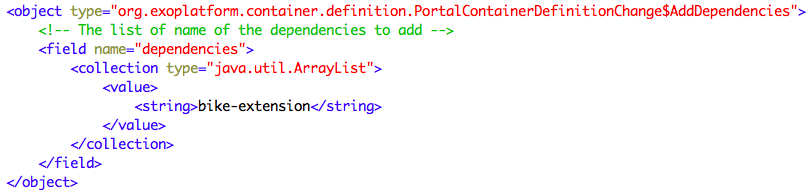 <object type="org.exoplatform.container.definition.PortalContainerDefinitionChange$AddDependencies">
    <!-- The list of name of the dependencies to add -->
    <field name="dependencies">
        <collection type="java.util.ArrayList">
            <value>
                <string>bike-extension</string>
            </value>
        </collection>
    </field>
</object>